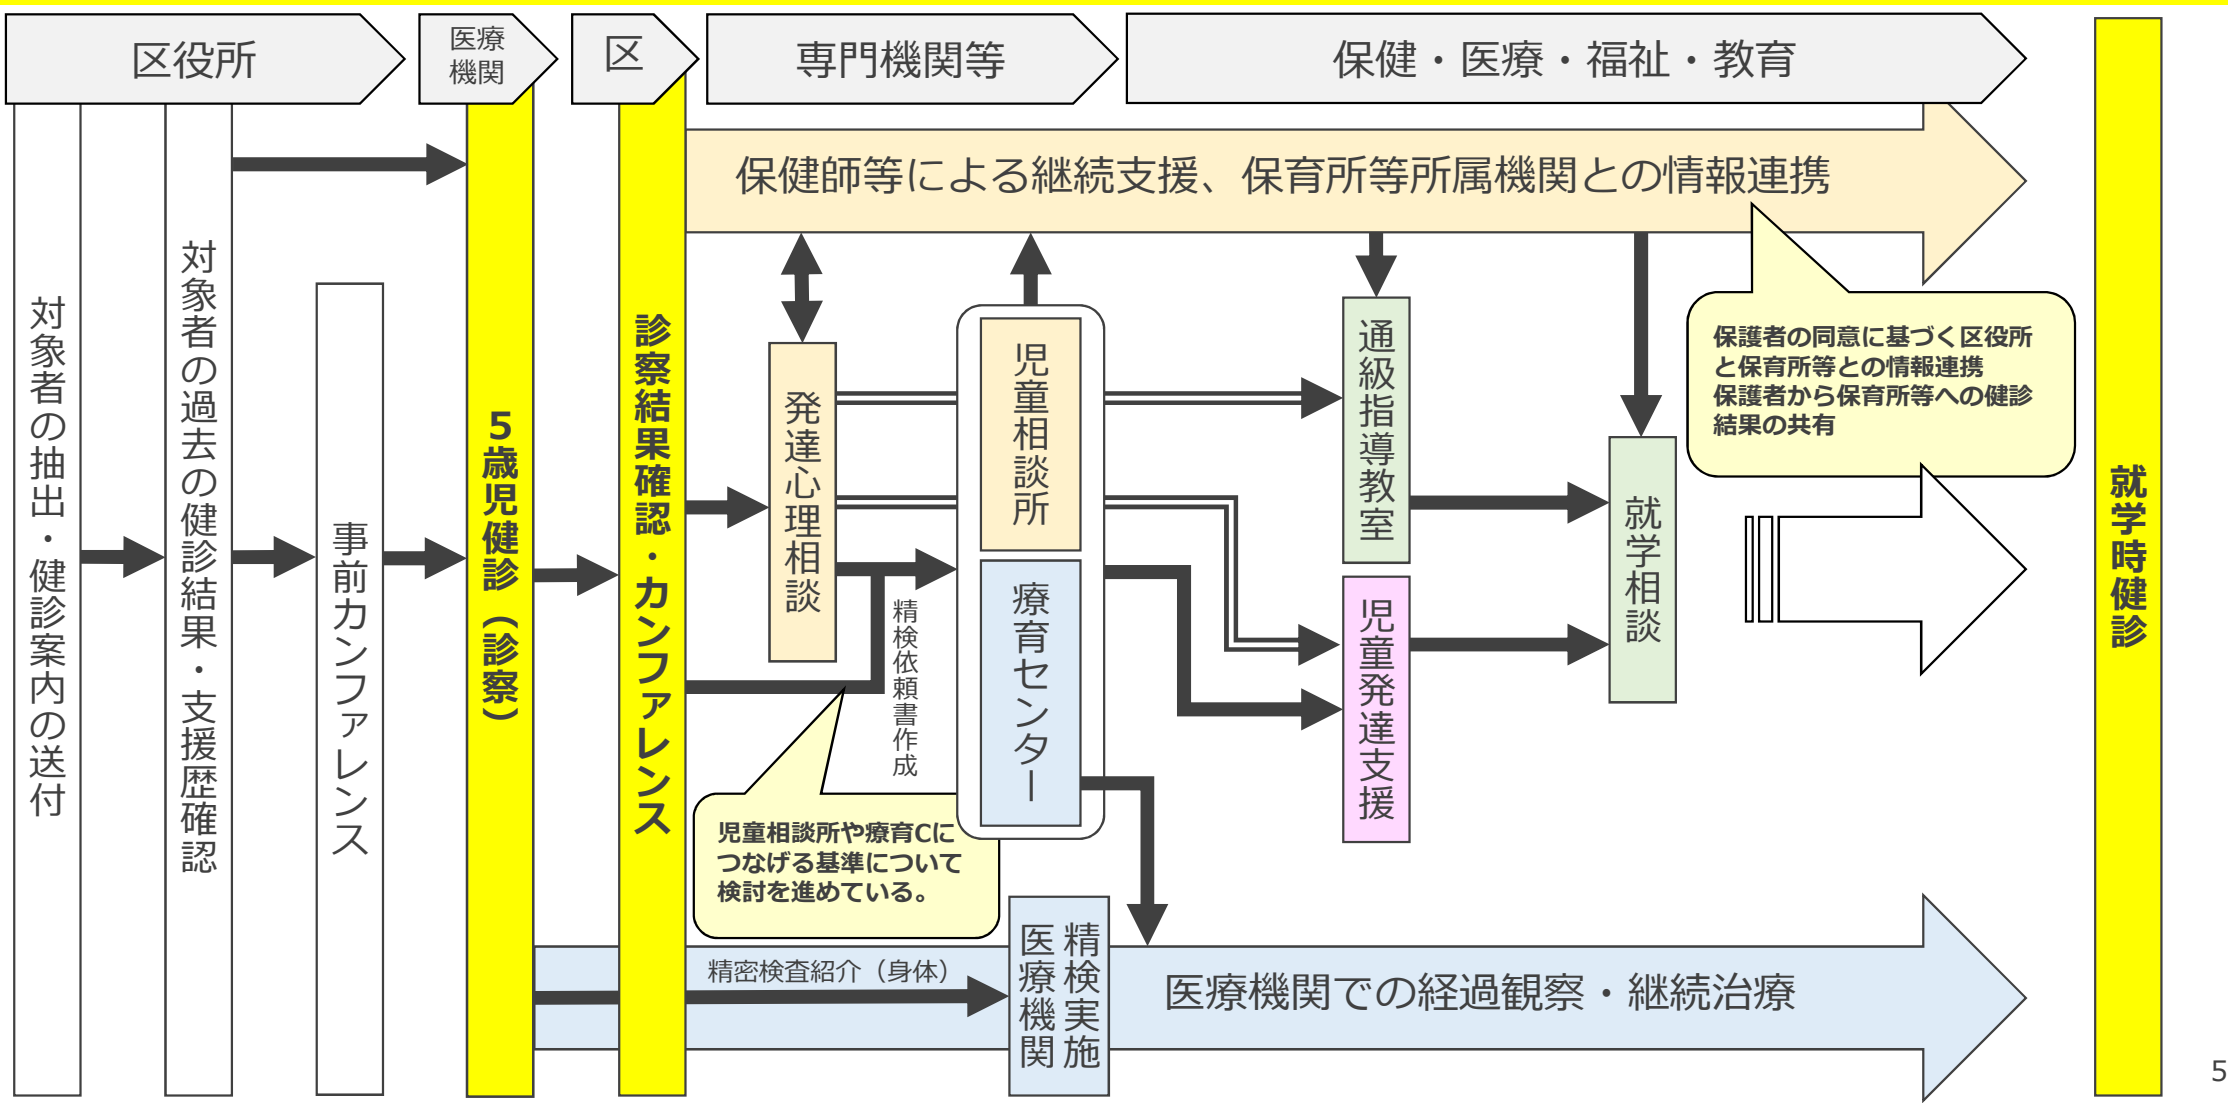 区役所
医療
機関
区
専門機関等
保健・医療・福祉・教育
保健師等による継続支援、保育所等所属機関との情報連携
対象者の抽出・健診案内の送付
対象者の過去の健診結果・支援歴確認
事前カンファレンス
5歳児健診（診察）
診察結果確認・カンファレンス
発達心理相談
精検依頼書作成
児童相談所
療育センター
通級指導教室
児童発達支援
就学相談
保護者の同意に基づく区役所
と保育所等との情報連携
保護者から保育所等への健診
結果の共有
就学時健診
児童相談所や療育Cに
つなげる基準について
検討を進めている。
精密検査紹介（身体）
精検実施
医療機関
医療機関での経過観察・継続治療
5